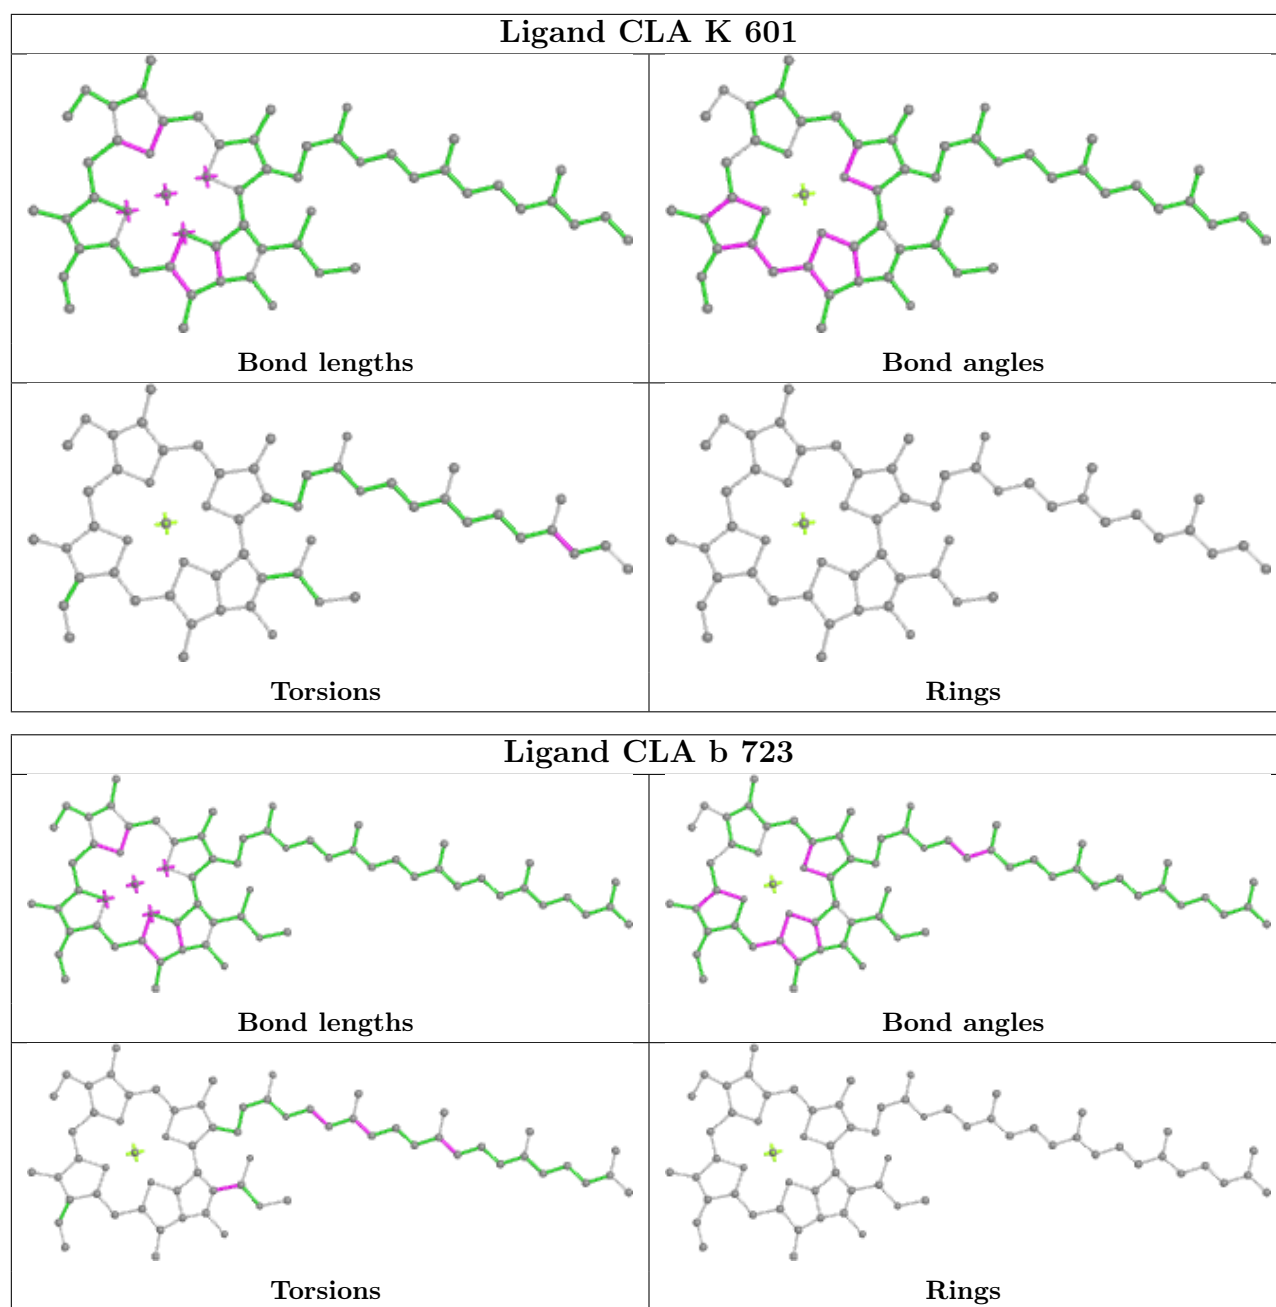 Ligand CLA K 601
Bond lengths
Bond angles
Torsions
Rings
Ligand CLA b 723
Bond lengths
Bond angles
Torsions
Rings